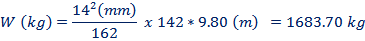 W (kg) = 14²(mm)/162 x 142 * 9.80 (m) = 1683.70 kg